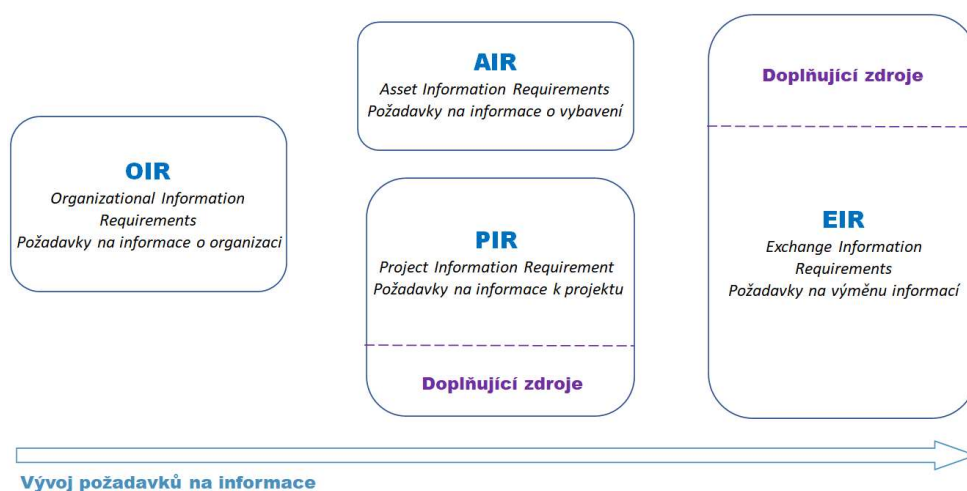 OIR
Organizational Information
Requirements
Požadavky na informace o organizaci
AIR
Asset Information Requirements
Požadavky na informace o vybavení
PIR
Project Information Requirement
Požadavky na informace k projektu
Doplňující zdroje
Doplňující zdroje
EIR
Exchange Information
Requirements
Požadavky na výměnu informací
Vývoj požadavků na informace